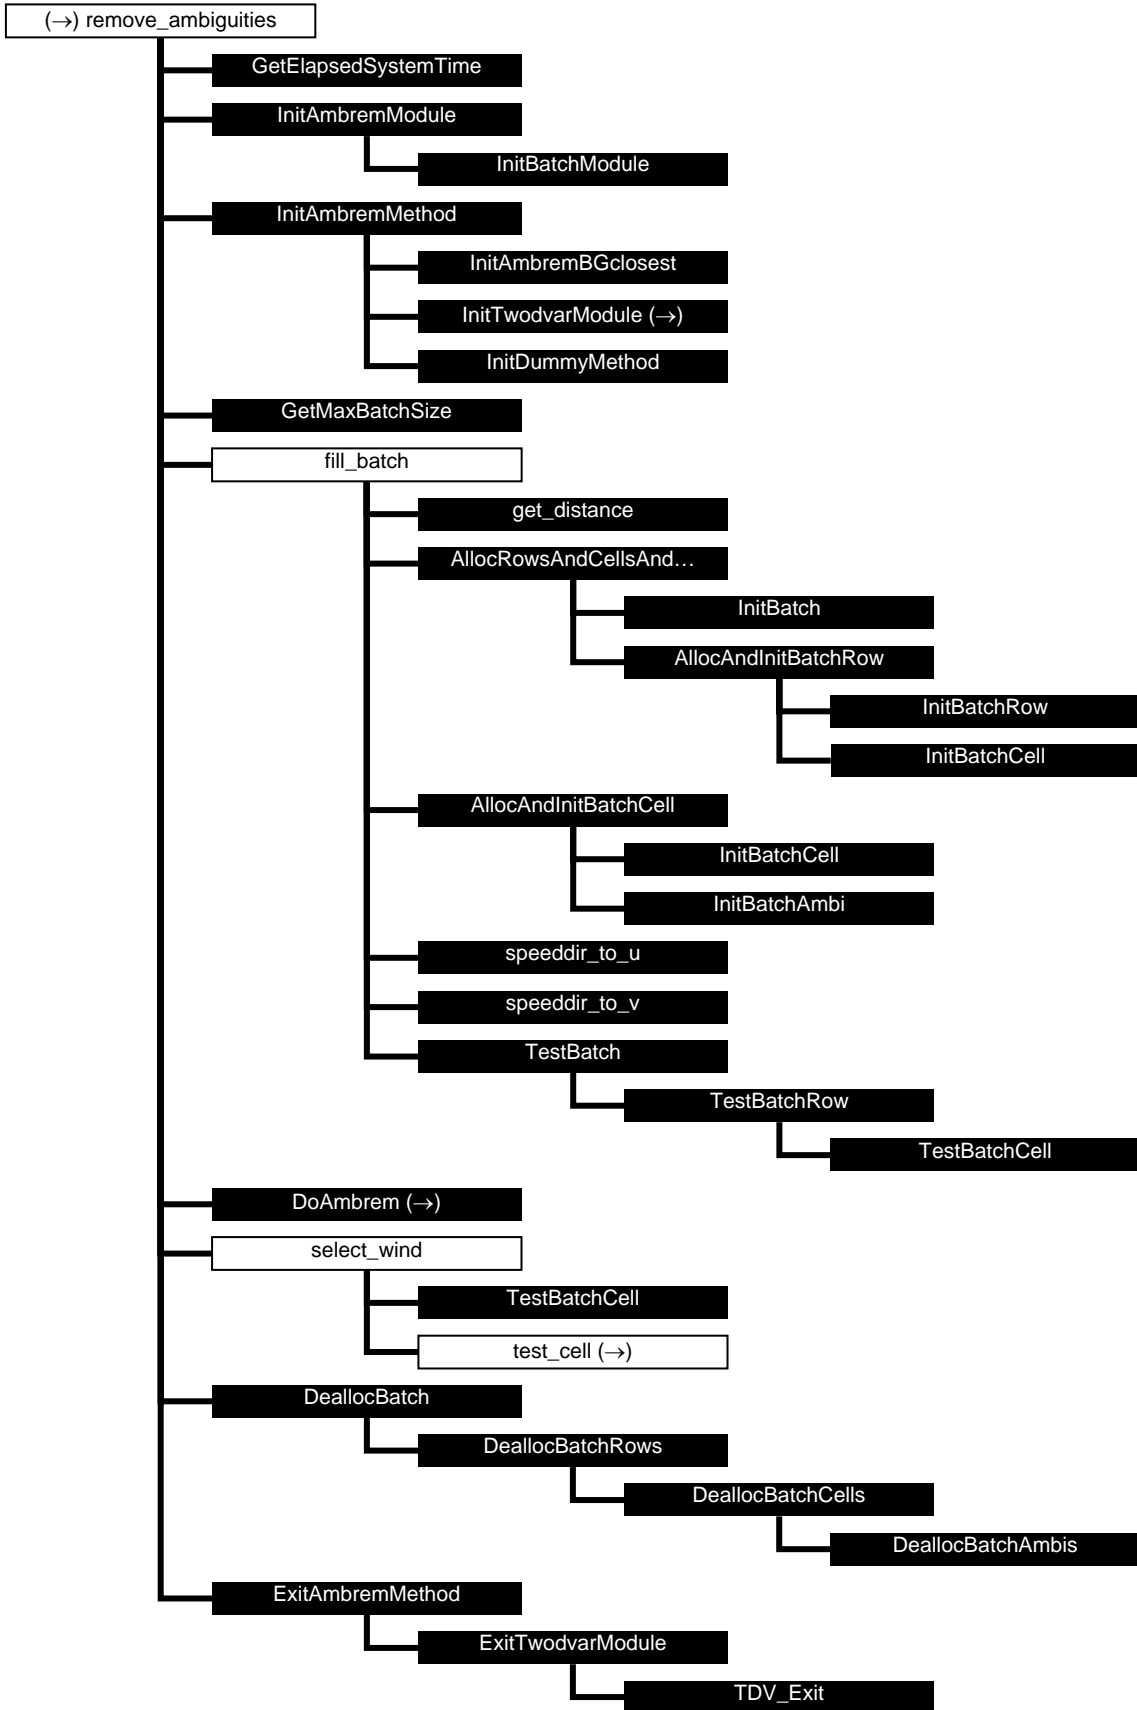 (→) remove_ambiguities
GetElapsedSystemTime
InitAmbremModule
InitBatchModule
InitAmbremMethod
InitAmbremBGclosest
InitTwodvarModule (→)
InitDummyMethod
GetMaxBatchSize
fill_batch
get_distance
AllocRowsAndCellsAnd…
InitBatch
AllocAndInitBatchRow
InitBatchRow
InitBatchCell
AllocAndInitBatchCell
InitBatchCell
InitBatchAmbi
speeddir_to_u
speeddir_to_v
TestBatch
TestBatchRow
TestBatchCell
DoAmbrem (→)
select_wind
TestBatchCell
test_cell (→)
DeallocBatch
DeallocBatchRows
DeallocBatchCells
DeallocBatchAmbis
ExitAmbremMethod
ExitTwodvarModule
TDV_Exit